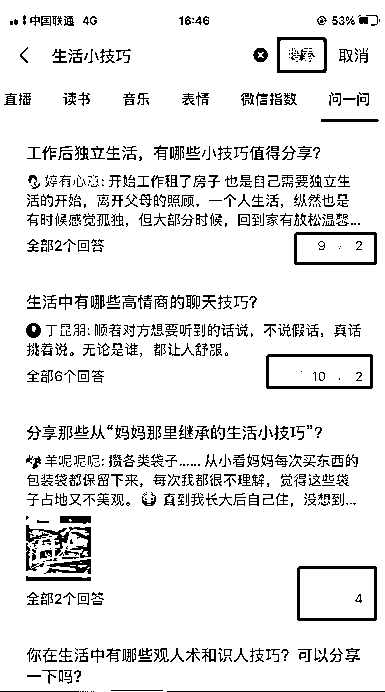 中国联通 4G 16:46 53%
生活小技巧 取消
直播 读书 音乐 表情 微信指数 问一问
工作后独立生活，有哪些小技巧值得分享？
开始工作租了房子 也是自己需要独立生
活的开始，离开父母的照顾，一个人生活，纵然也是
有时候感觉孤独，但大部分时候，回到家有放松温馨...
全部2个回答 9 2
生活中有哪些高情商的聊天技巧？
丁昆朋: 顺着对方想要听到的话说，不说假话，真话
挑着说。无论是谁，都让人舒服。
全部6个回答 10 2
分享那些从“妈妈那里继承的生活小技巧”？
羊呢呢呢: 攒各类袋子...... 从小看妈妈每次买东西的
包装袋都保留下来，每次我都很不理解，觉得这些袋
子占地又不美观。 直到我长大后自己住，没想到...
全部2个回答 4
你在生活中有哪些观人术和识人技巧？可以分享
一下吗？